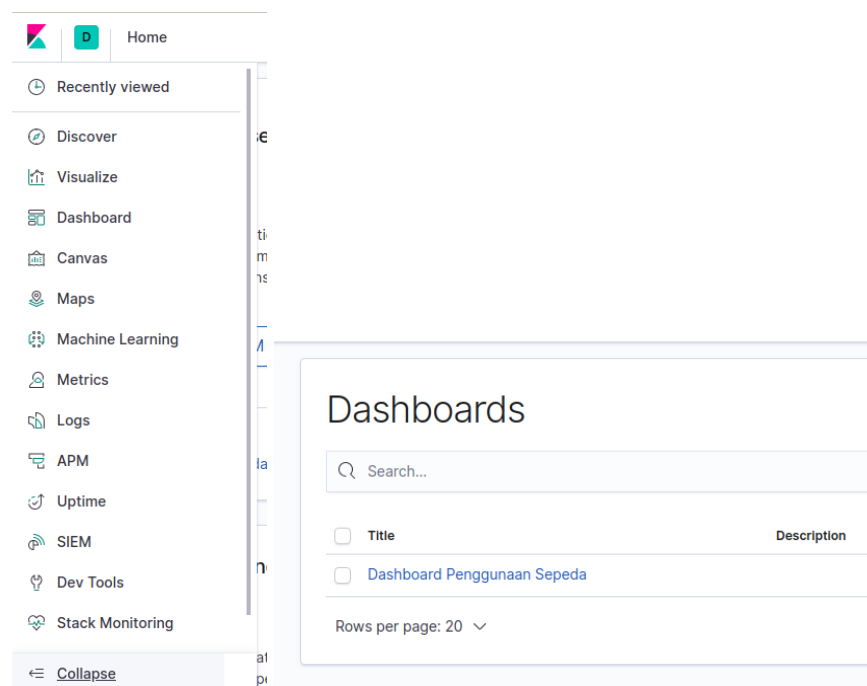 D Home
Recently viewed
Discover
Visualize
Dashboard
Canvas
Maps
Machine Learning
Metrics
Logs
APM
Uptime
SIEM
Dev Tools
Stack Monitoring
Collapse
Dashboards
Search...
Title Description
Dashboard Penggunaan Sepeda
Rows per page: 20